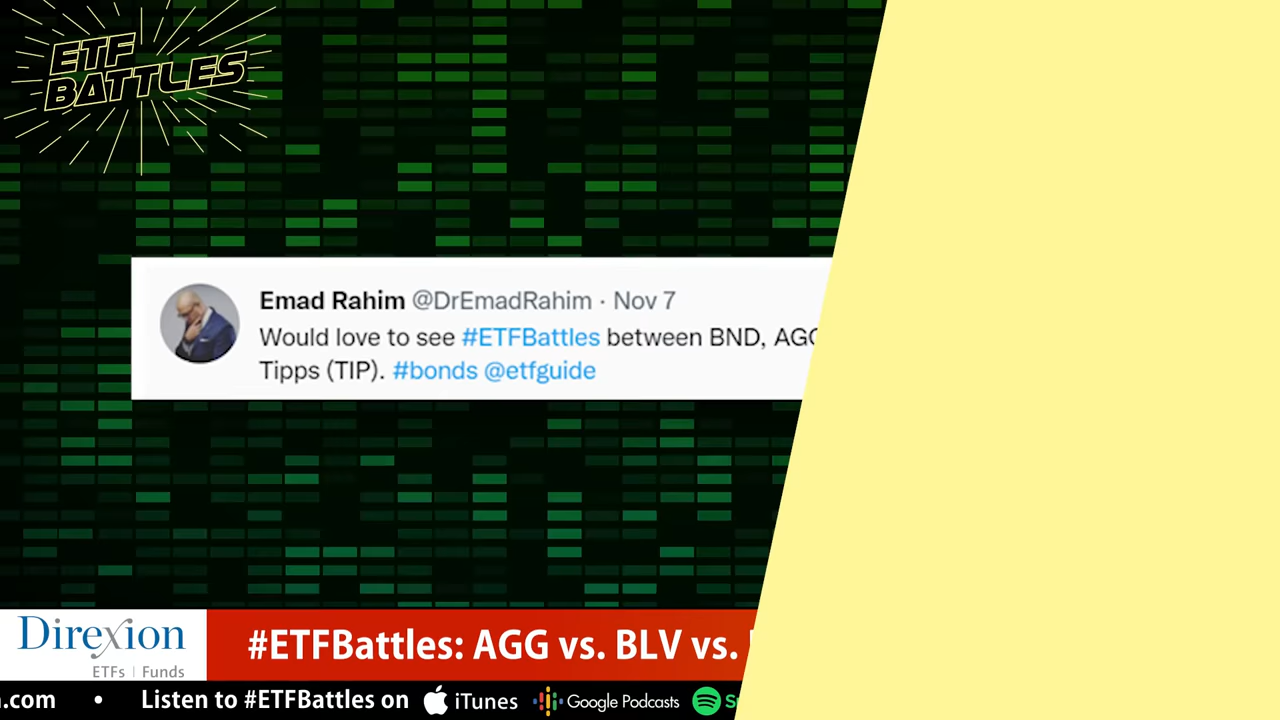 ETF
BATTLES
Emad Rahim @DrEmadRahim · Nov 7
Would love to see #ETFBattles between BND, AGG
Tipps (TIP). #bonds @etfguide
Direxion
ETFs | Funds
#ETFBattles: AGG vs. BLV vs.
.com • Listen to #ETFBattles on iTunes Google Podcasts